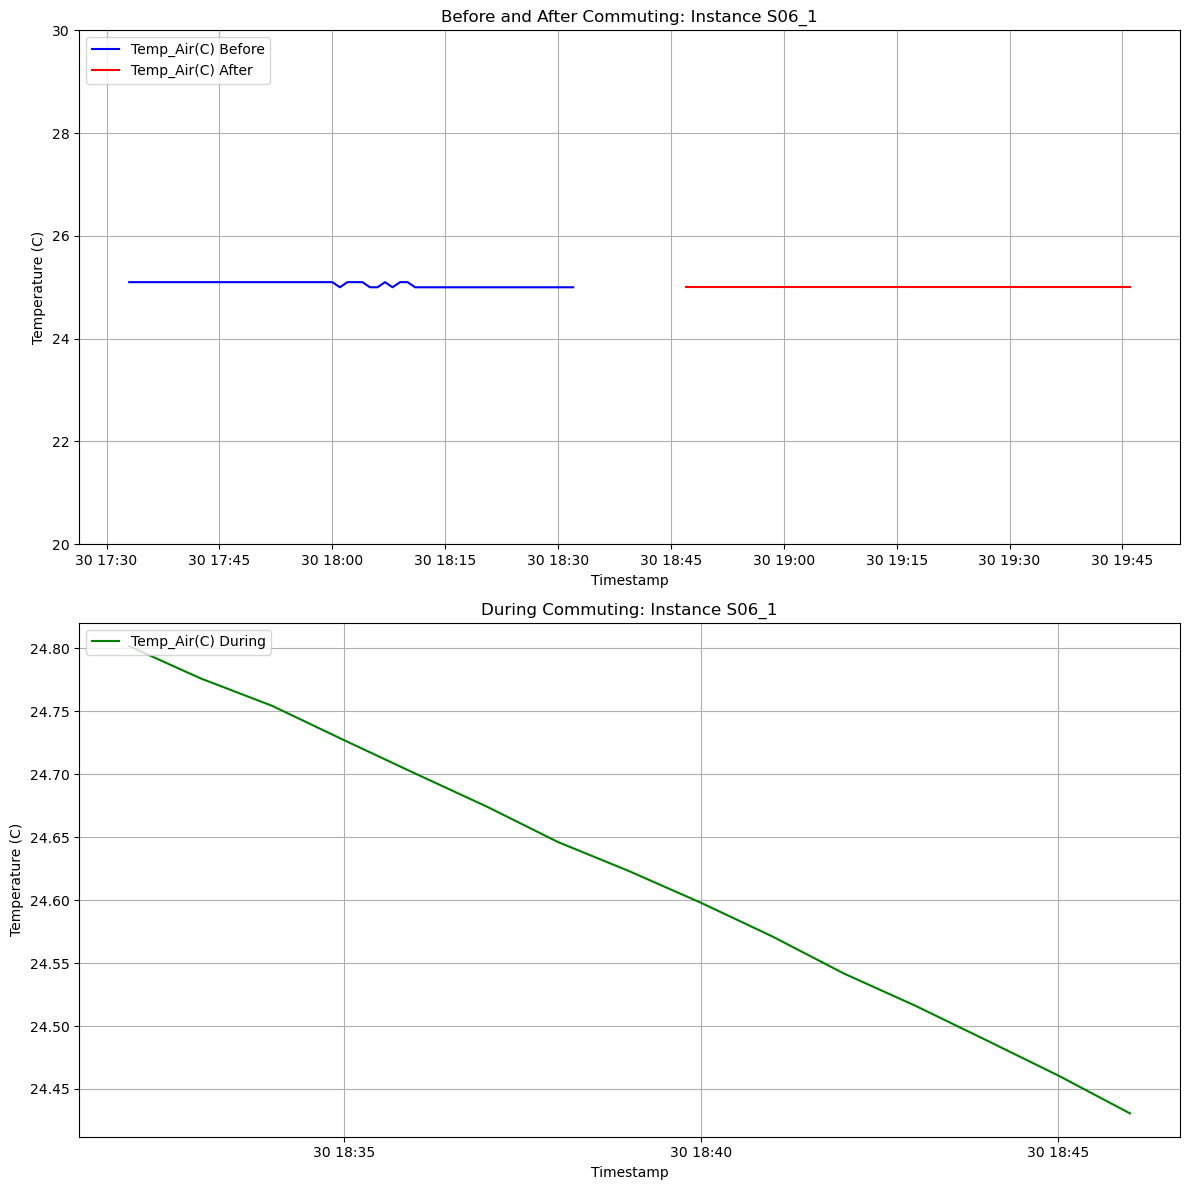 Before and After Commuting: Instance S06_1
Temp_Air(C) Before
Temp_Air(C) After
Temperature (C)
30
28
26
24
22
20
30 17:30 30 17:45 30 18:00 30 18:15 30 18:30 30 18:45 30 19:00 30 19:15 30 19:30 30 19:45
Timestamp
During Commuting: Instance S06_1
Temp_Air(C) During
Temperature (C)
24.80
24.75
24.70
24.65
24.60
24.55
24.50
24.45
30 18:35 30 18:40 30 18:45
Timestamp